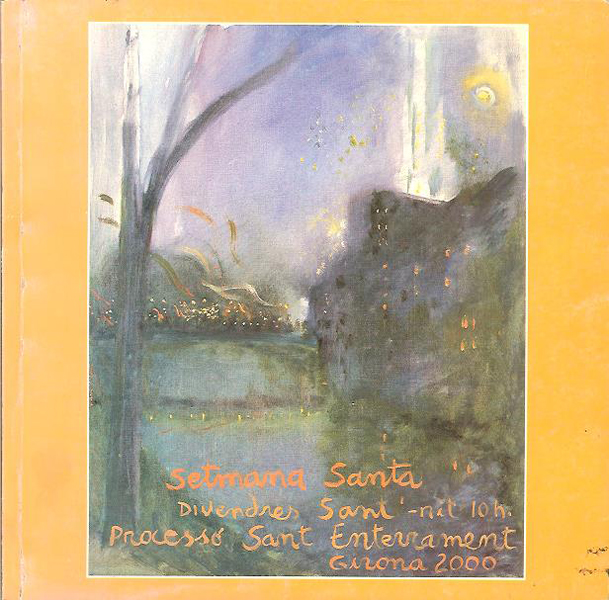 Setmana Santa
Divendres Sant - nit 10h.
Processó Sant Enterrament
Girona 2000